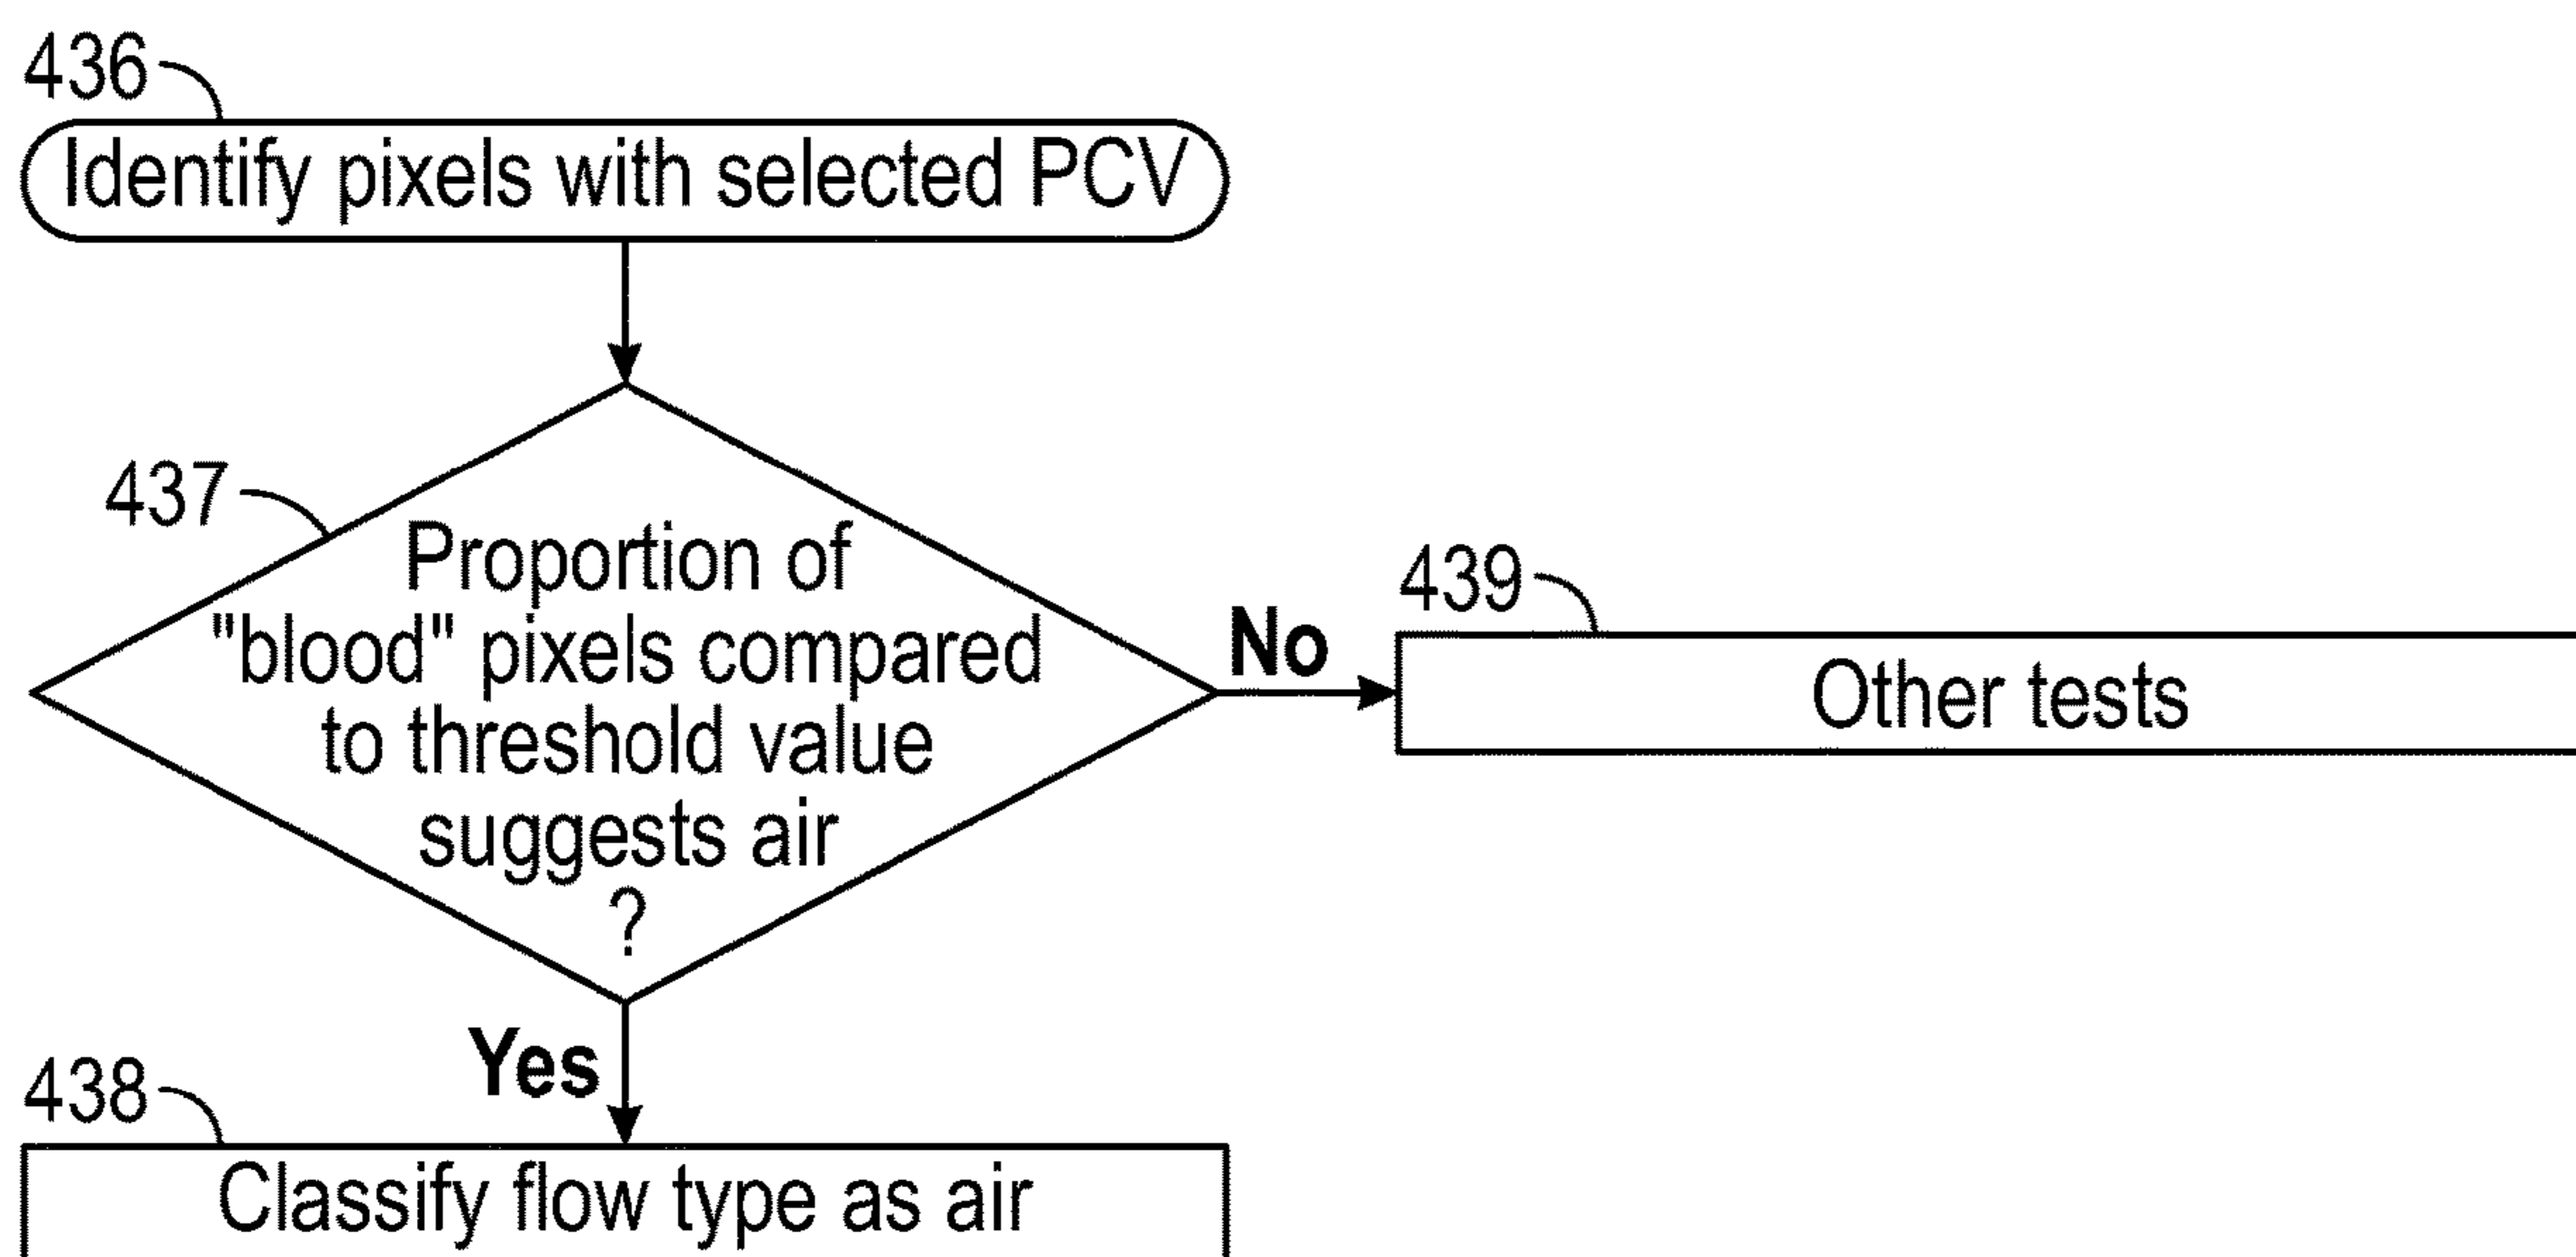 436
Identify pixels with selected PCV
437
Proportion of
"blood" pixels compared
to threshold value
suggests air
?
No
439
Other tests
Yes
438
Classify flow type as air